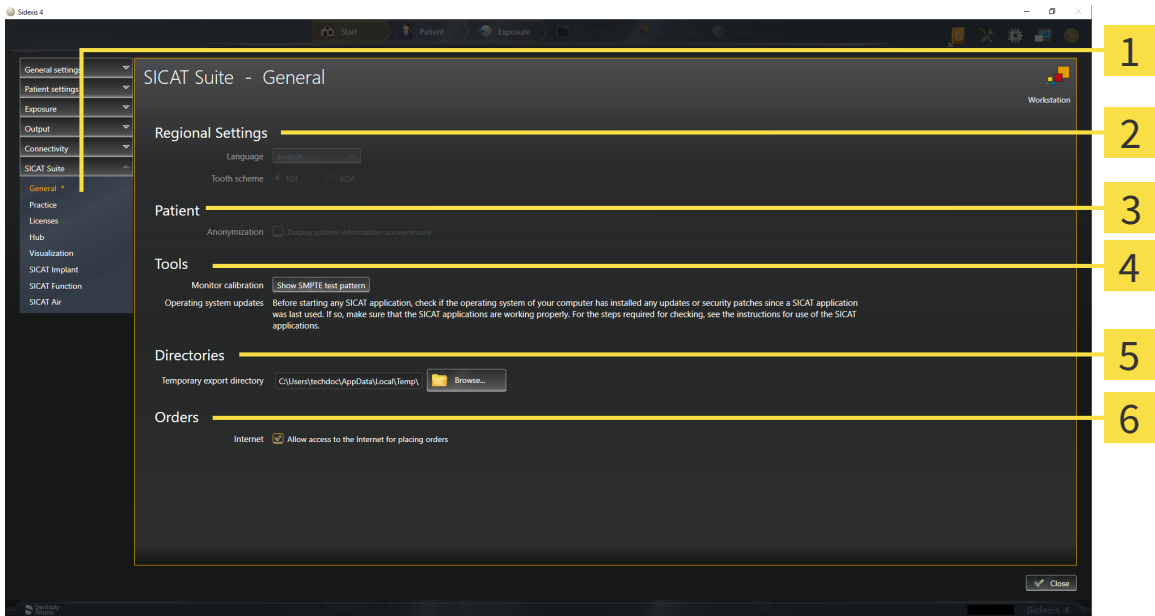 Sidexis 4
Start
Patient
Exposure
1
General settings
Patient settings
Exposure
Output
Connectivity
SICAT Suite
General *
Practice
Licenses
Hub
Visualization
SICAT Implant
SICAT Function
SICAT Air
SICAT Suite - General
Workstation
Regional Settings
2
Language English
Tooth scheme FDI ADA
Patient
3
Anonymization Display patient information anonymously
Tools
4
Monitor calibration Show SMPTE test pattern
Operating system updates Before starting any SICAT application, check if the operating system of your computer has installed any updates or security patches since a SICAT application
was last used. If so, make sure that the SICAT applications are working properly. For the steps required for checking, see the instructions for use of the SICAT
applications.
Directories
5
Temporary export directory C:\Users\techdoc\AppData\Local\Temp\ Browse...
Orders
6
Internet Allow access to the Internet for placing orders
Close
Dentsply
Sirona
Sidexis 4